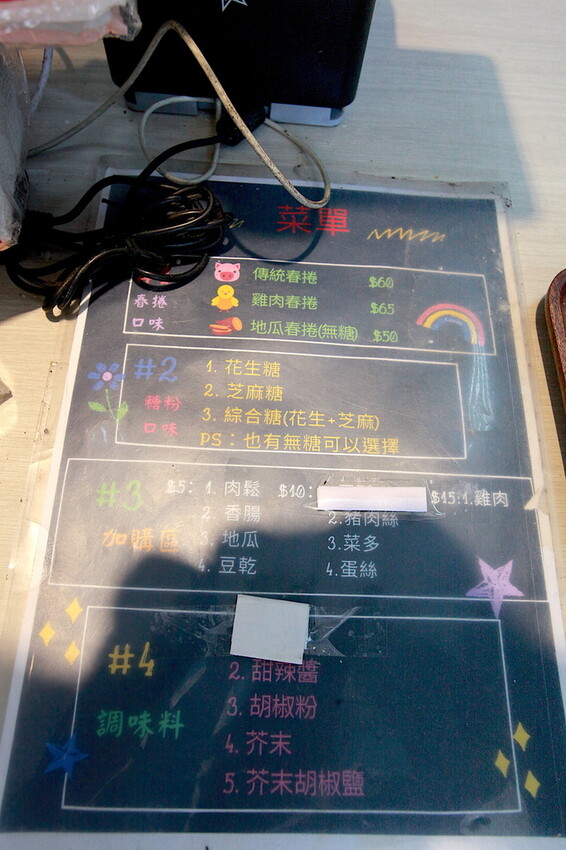 菜單
傳統春捲 $60
春捲 雞肉春捲 $65
口味 地瓜春捲(無糖) $50
#2 1. 花生糖
2. 芝麻糖
糖粉 3. 綜合糖(花生+芝麻)
口味 PS：也有無糖可以選擇
#3 $5: 1. 肉鬆 $10: $15:1.雞肉
2. 香腸 2.豬肉絲
加購區 3. 地瓜 3.菜多
4. 豆乾 4.蛋絲
#4
2. 甜辣醬
3. 胡椒粉
調味料
4. 芥末
5. 芥末胡椒鹽